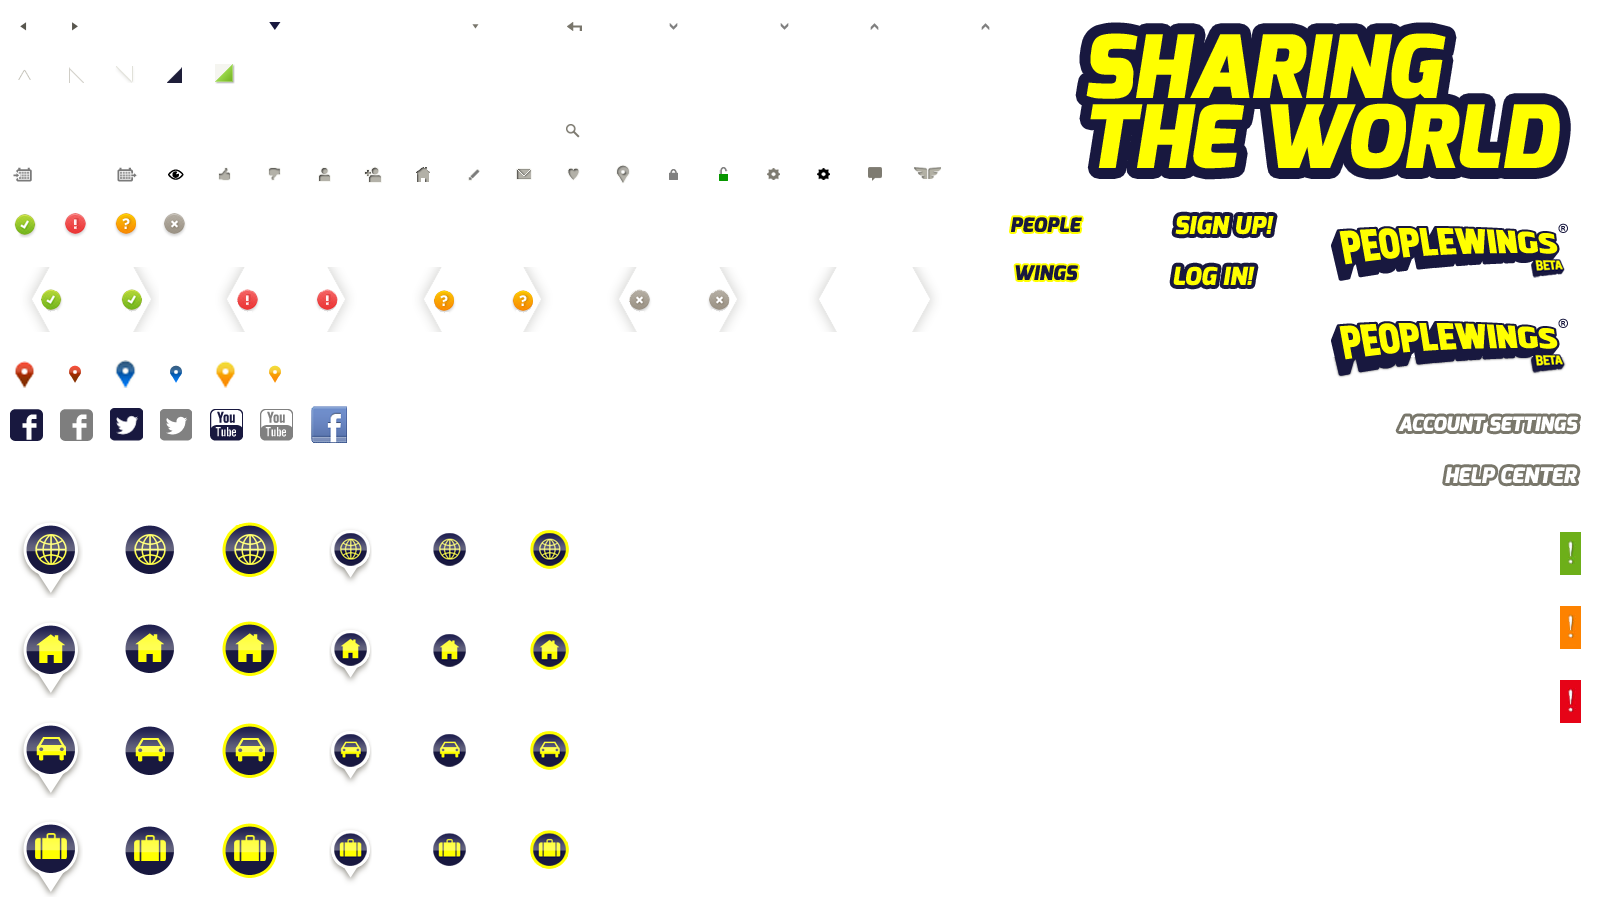 SHARING
THE WORLD
PEOPLE
SIGN UP!
PEOPLEWINGS®
BETA
WINGS
LOG IN!
PEOPLEWINGS®
BETA
ACCOUNT SETTINGS
HELP CENTER
You
Tube
You
Tube